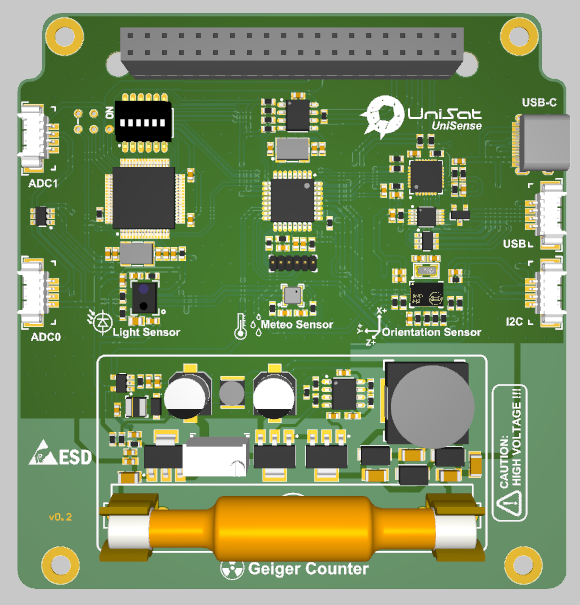 ON
UniSat
UniSense
USB-C
ADC1
USB
ADC0
Light Sensor
Meteo Sensor
X+
Y+
Z+
Orientation Sensor
I2C
ESD
CAUTION:
HIGH VOLTAGE !!!
v0.2
Geiger Counter